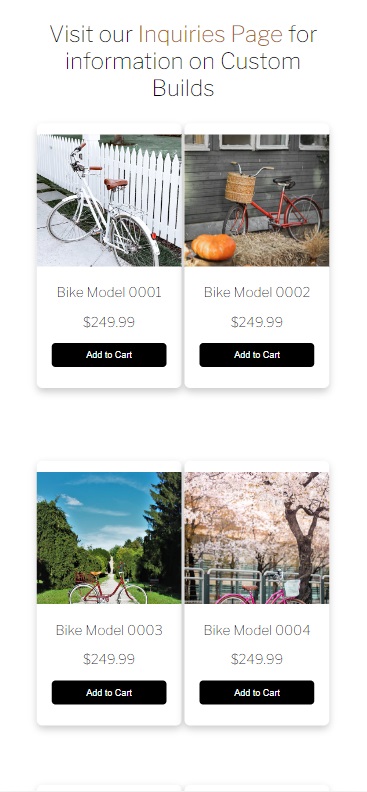 Visit our Inquiries Page for
information on Custom
Builds
Bike Model 0001
$249.99
Add to Cart
Bike Model 0002
$249.99
Add to Cart
Bike Model 0003
$249.99
Add to Cart
Bike Model 0004
$249.99
Add to Cart